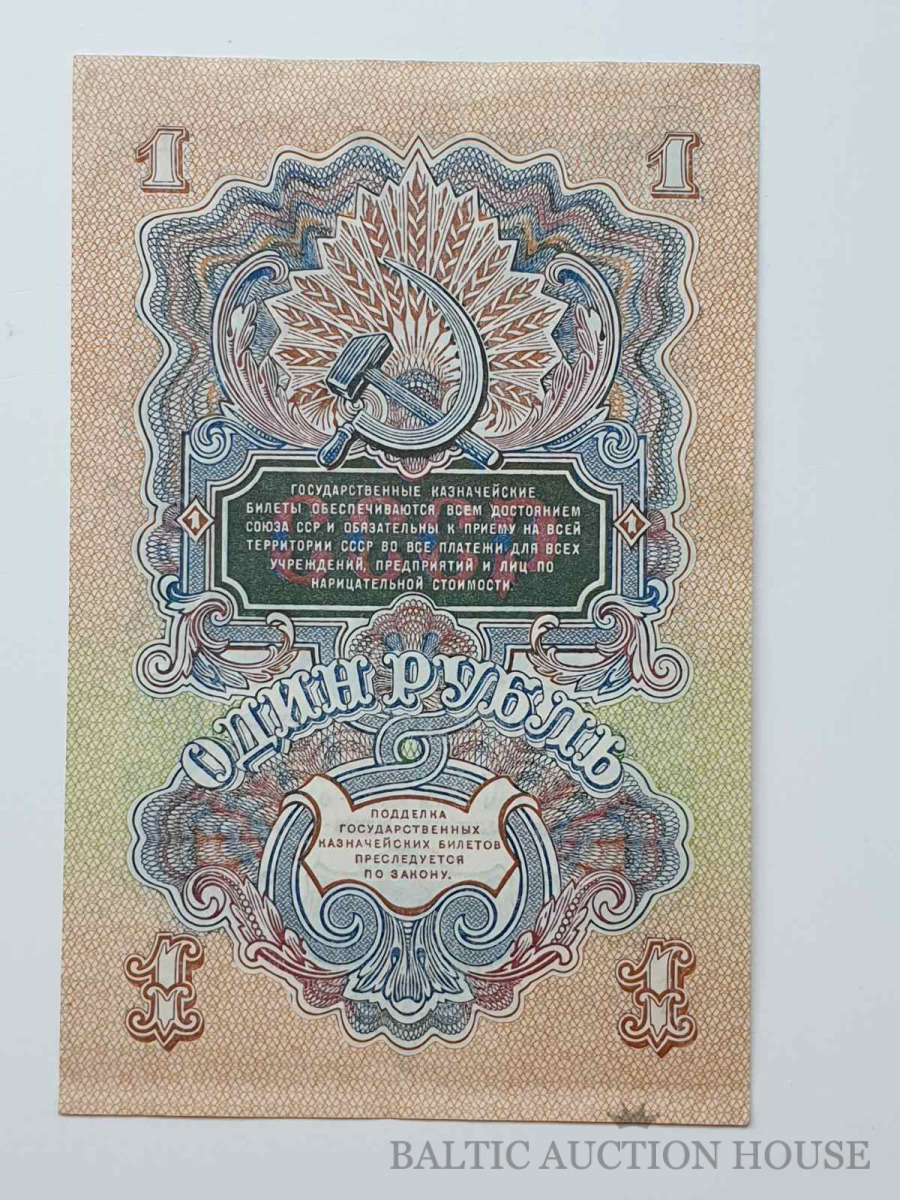 1 1
ГОСУДАРСТВЕННЫЕ КАЗНАЧЕЙСКИЕ
БИЛЕТЫ ОБЕСПЕЧИВАЮТСЯ ВСЕМ ДОСТОЯНИЕМ
СОЮЗА ССР И ОБЯЗАТЕЛЬНЫ К ПРИЕМУ НА ВСЕЙ
1 1
ТЕРРИТОРИИ СССР ВО ВСЕ ПЛАТЕЖИ ДЛЯ ВСЕХ
УЧРЕЖДЕНИЙ, ПРЕДПРИЯТИЙ И ЛИЦ ПО
НАРИЦАТЕЛЬНОЙ СТОИМОСТИ.
СССР
ОДИН РУБЛЬ
ПОДДЕЛКА
ГОСУДАРСТВЕННЫХ
КАЗНАЧЕЙСКИХ БИЛЕТОВ
ПРЕСЛЕДУЕТСЯ
ПО ЗАКОНУ.
1 1
BALTIC AUCTION HOUSE